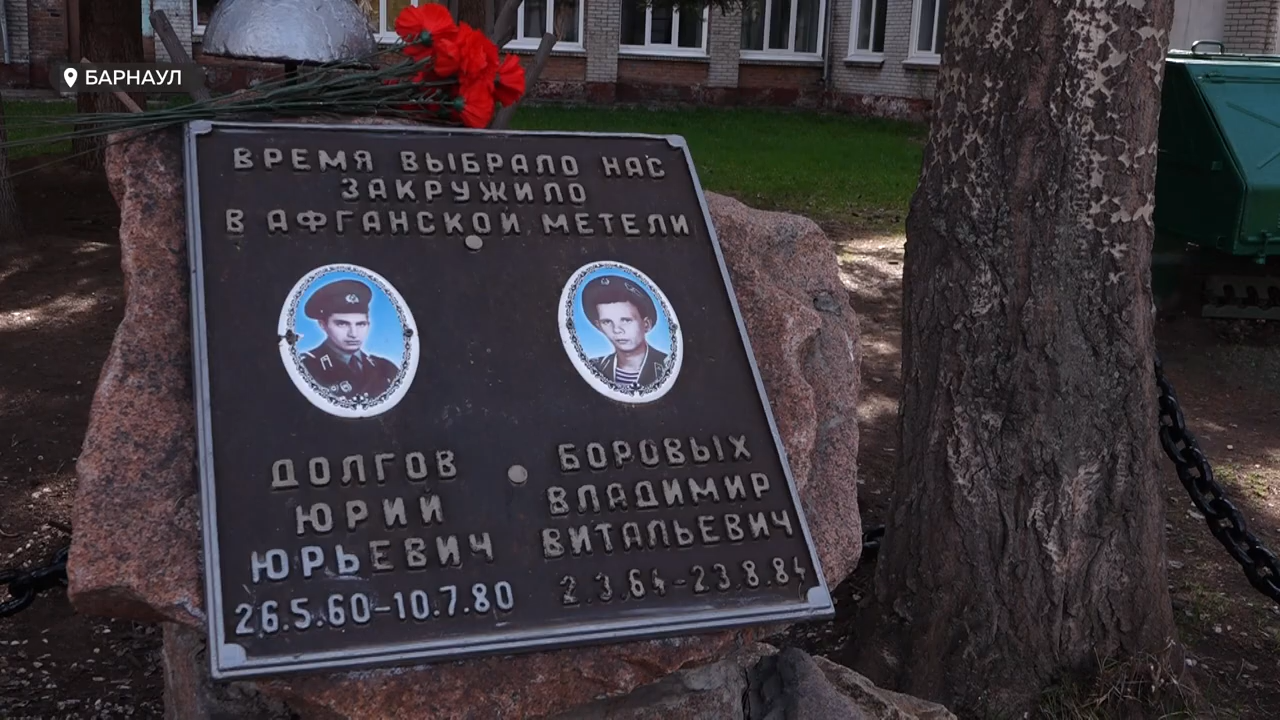 БАРНАУЛ
ВРЕМЯ ВЫБРАЛО НАС
ЗАКРУЖИЛО
В АФГАНСКОЙ МЕТЕЛИ
ДОЛГОВ
ЮРИЙ
ЮРЬЕВИЧ
26.5.60-10.7.80
БОРОВЫХ
ВЛАДИМИР
ВИТАЛЬЕВИЧ
2.3.64-23.8.84